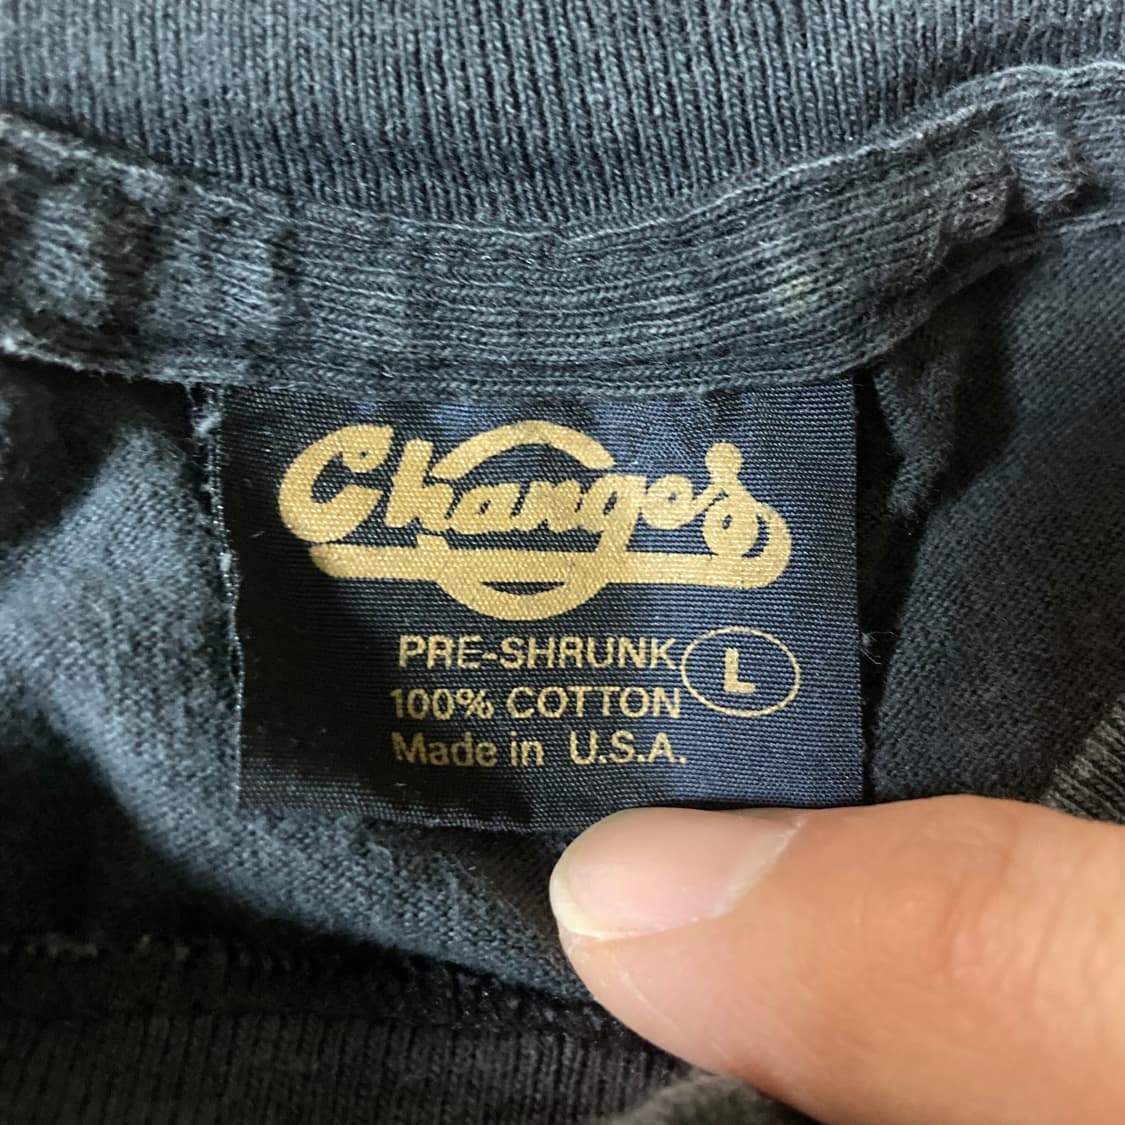 Changes
PRE-SHRUNK L
100% COTTON
Made in U.S.A.